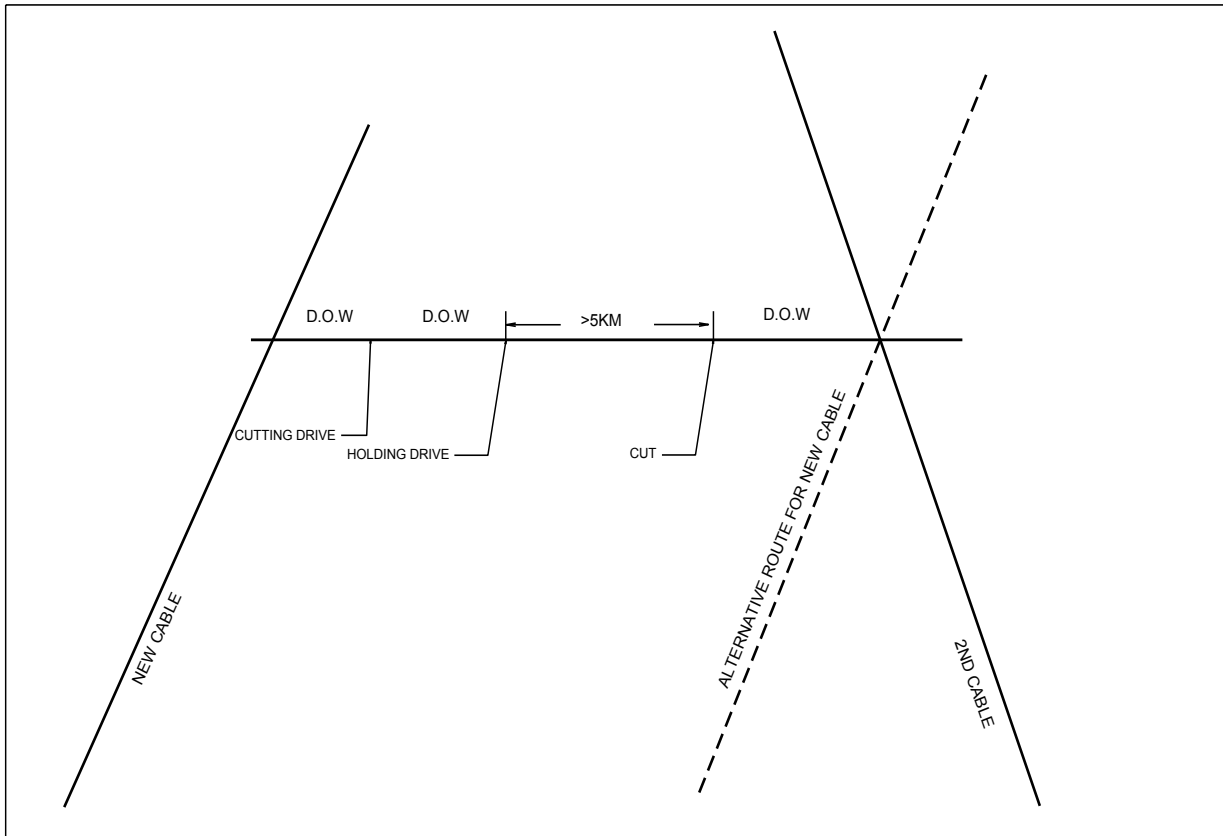 D.O.W
D.O.W
>5KM
D.O.W
CUTTING DRIVE
HOLDING DRIVE
CUT
NEW CABLE
ALTERNATIVE ROUTE FOR NEW CABLE
2ND CABLE